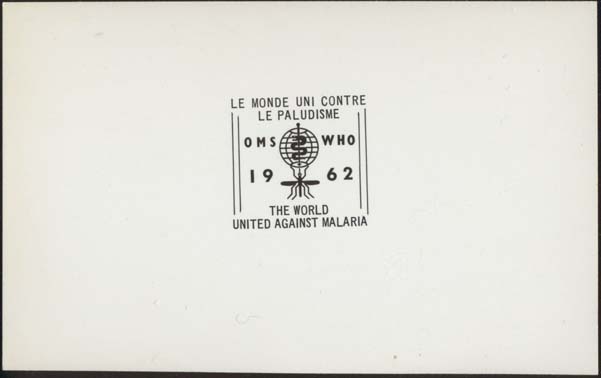 LE MONDE UNI CONTRE
LE PALUDISME
OMS WHO
19 62
THE WORLD
UNITED AGAINST MALARIA